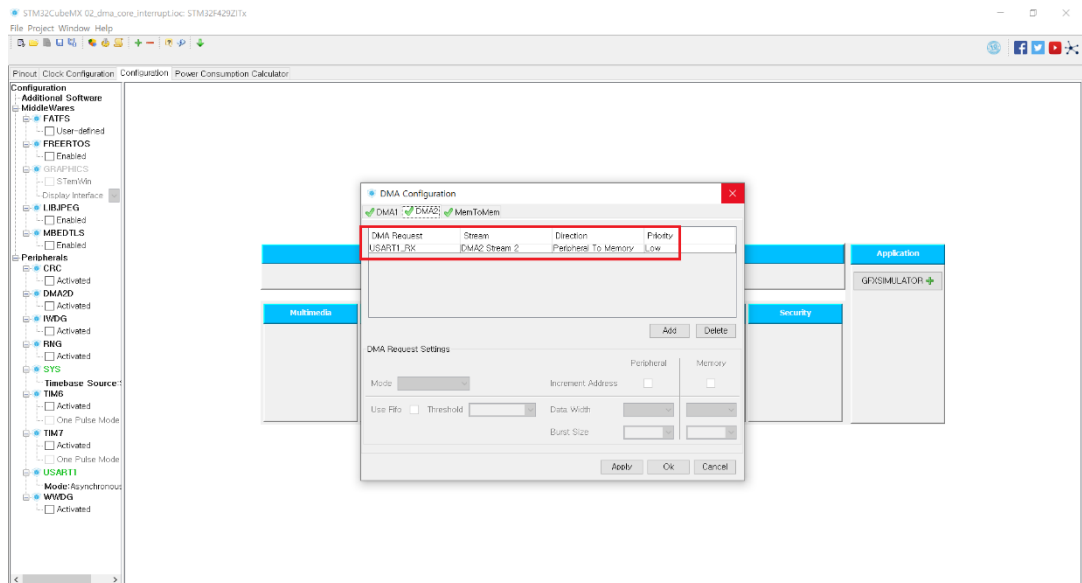 STM32CubeMX 02_dma_core_interrupt.ioc: STM32F429ZITx
File Project Window Help
Pinout Clock Configuration Configuration Power Consumption Calculator
Configuration
Additional Software
MiddleWares
FATFS
User-defined
FREERTOS
Enabled
GRAPHICS
STemWin
Display Interface
LIBJPEG
Enabled
MBEDTLS
Enabled
Peripherals
CRC
Activated
DMA2D
Activated
IWDG
Activated
RNG
Activated
SYS
Timebase Source:
TIM6
Activated
One Pulse Mode
TIM7
Activated
One Pulse Mode
USART1
Mode:Asynchronous
WWDG
Activated
Multimedia
DMA Configuration
DMA1 DMA2 MemToMem
DMA Request Stream Direction Priority
USART1_RX DMA2 Stream 2 Peripheral To Memory Low
Add Delete
DMA Request Settings
Peripheral Memory
Mode Increment Address
Use Fifo Threshold Data Width
Burst Size
Apply Ok Cancel
Security
Application
GFXSIMULATOR